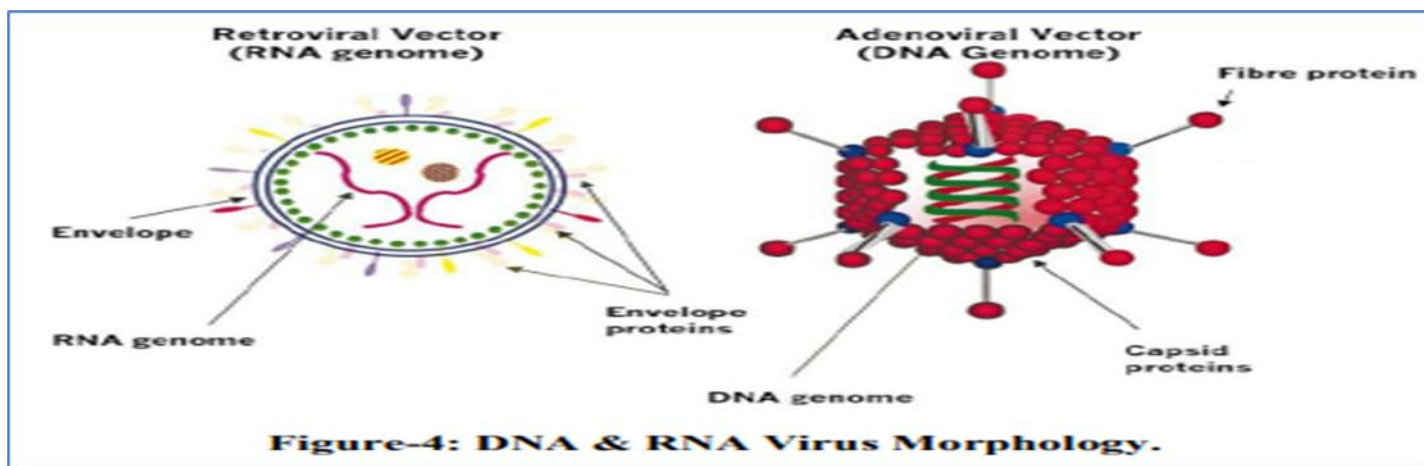 Retroviral Vector
(RNA genome)
Adenoviral Vector
(DNA Genome)
Fibre protein
Envelope
RNA genome
Envelope
proteins
Capsid
proteins
DNA genome
Figure-4: DNA & RNA Virus Morphology.